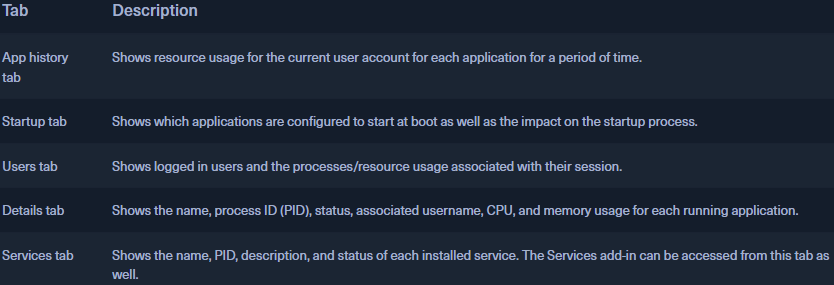 Tab Description
App history tab Shows resource usage for the current user account for each application for a period of time.
Startup tab Shows which applications are configured to start at boot as well as the impact on the startup process.
Users tab Shows logged in users and the processes/resource usage associated with their session.
Details tab Shows the name, process ID (PID), status, associated username, CPU, and memory usage for each running application.
Services tab Shows the name, PID, description, and status of each installed service. The Services add-in can be accessed from this tab as
well.